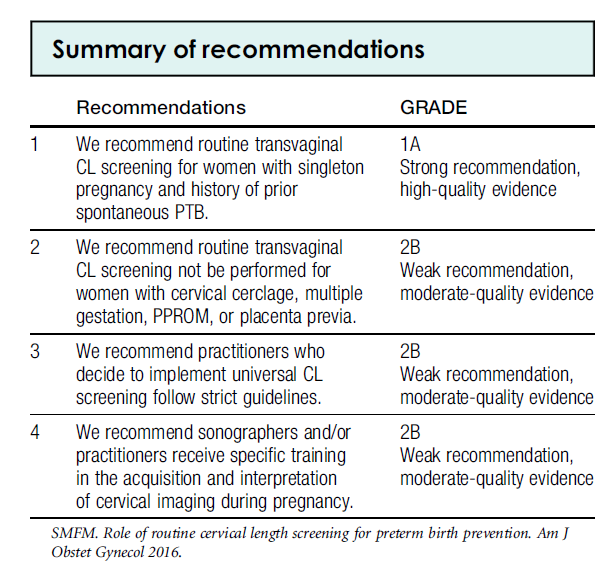 Summary of recommendations
Recommendations GRADE
1 We recommend routine transvaginal 1A
CL screening for women with singleton Strong recommendation,
pregnancy and history of prior high-quality evidence
spontaneous PTB.
2 We recommend routine transvaginal 2B
CL screening not be performed for Weak recommendation,
women with cervical cerclage, multiple moderate-quality evidence
gestation, PPROM, or placenta previa.
3 We recommend practitioners who 2B
decide to implement universal CL Weak recommendation,
screening follow strict guidelines. moderate-quality evidence
4 We recommend sonographers and/or 2B
practitioners receive specific training Weak recommendation,
in the acquisition and interpretation moderate-quality evidence
of cervical imaging during pregnancy.
SMFM. Role of routine cervical length screening for preterm birth prevention. Am J
Obstet Gynecol 2016.